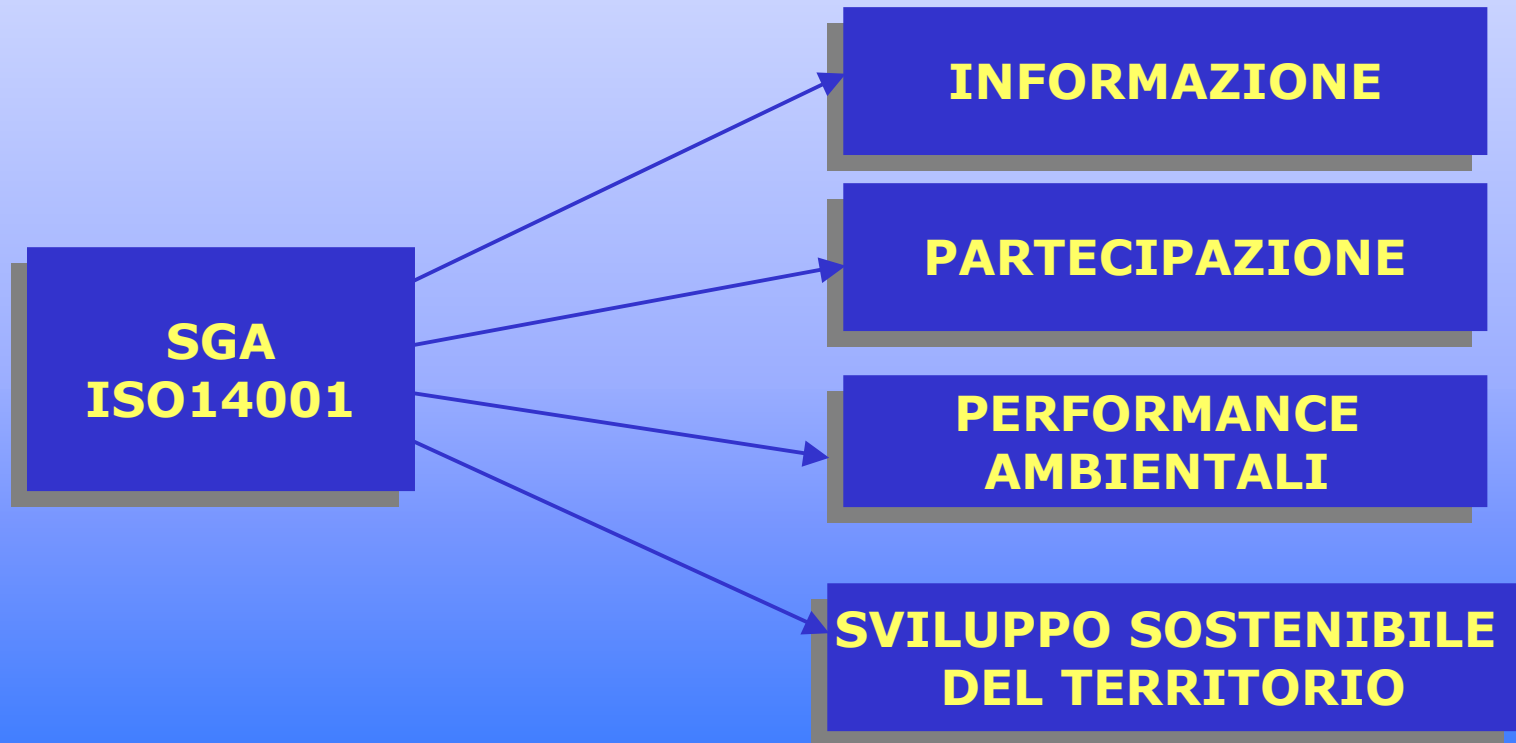 SGA
ISO14001
INFORMAZIONE
PARTECIPAZIONE
PERFORMANCE
AMBIENTALI
SVILUPPO SOSTENIBILE
DEL TERRITORIO